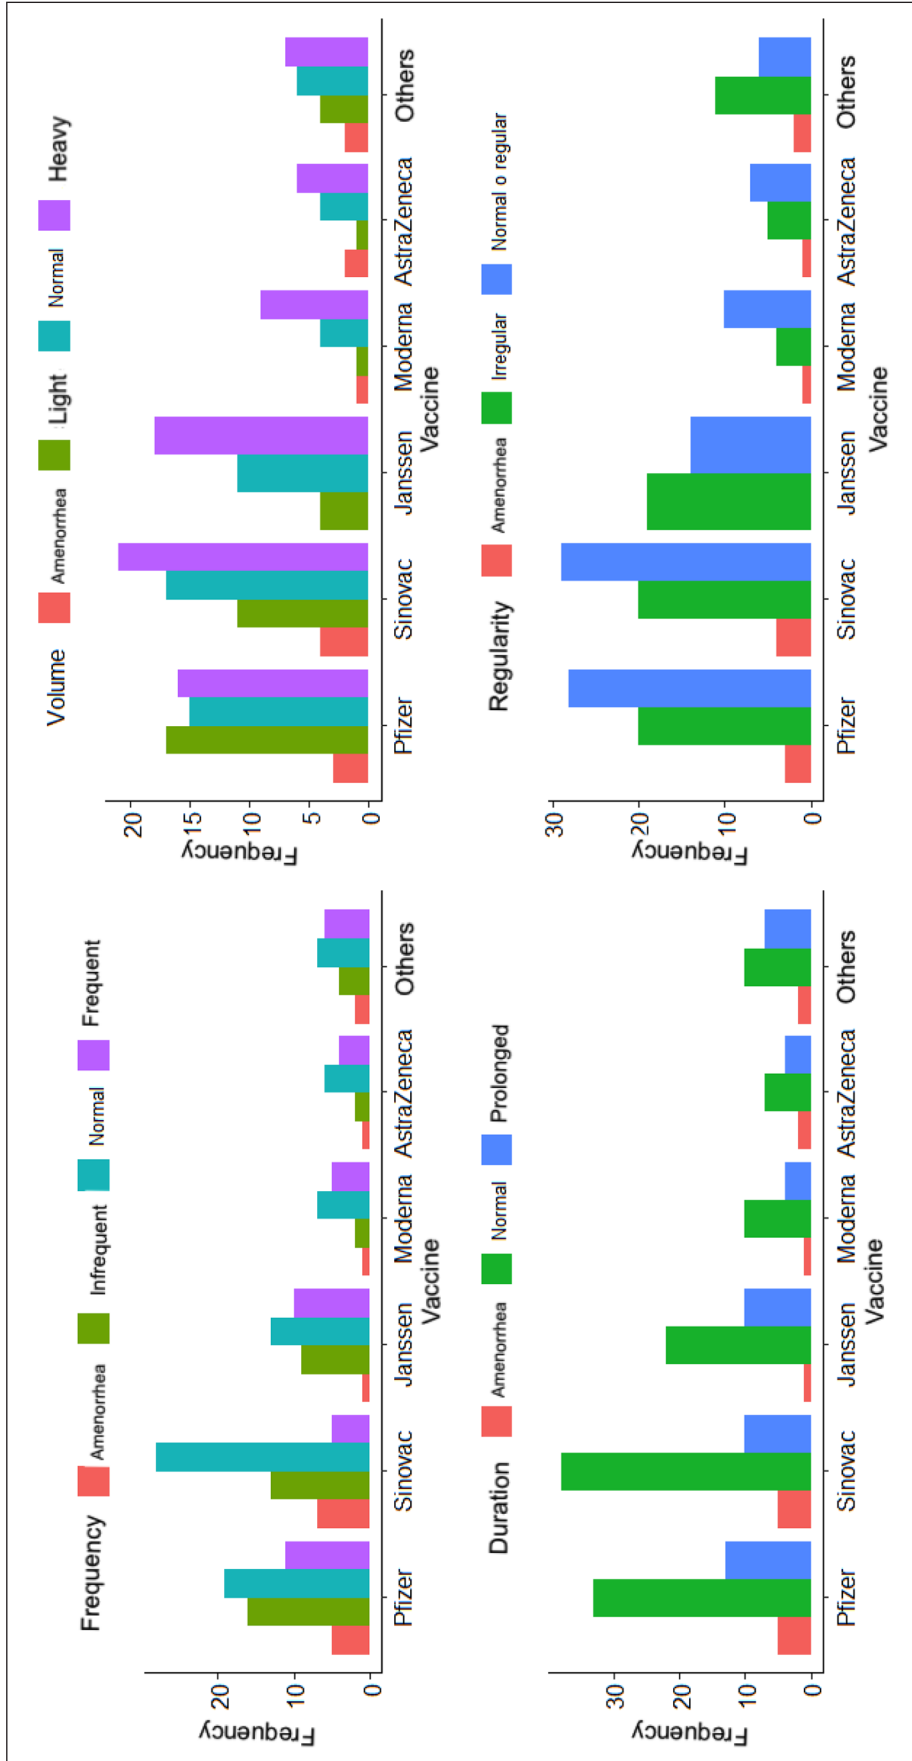 Frequency Amenorrhea Infrequent Normal Frequent
Frequency
20
10
0
Pfizer Sinovac Janssen Moderna AstraZeneca Others
Vaccine
Volume Amenorrhea Light Normal Heavy
Frequency
20
15
10
5
0
Pfizer Sinovac Janssen Moderna AstraZeneca Others
Vaccine
Duration Amenorrhea Normal Prolonged
Frequency
30
20
10
0
Pfizer Sinovac Janssen Moderna AstraZeneca Others
Vaccine
Regularity Amenorrhea Irregular Normal o regular
Frequency
30
20
10
0
Pfizer Sinovac Janssen Moderna AstraZeneca Others
Vaccine